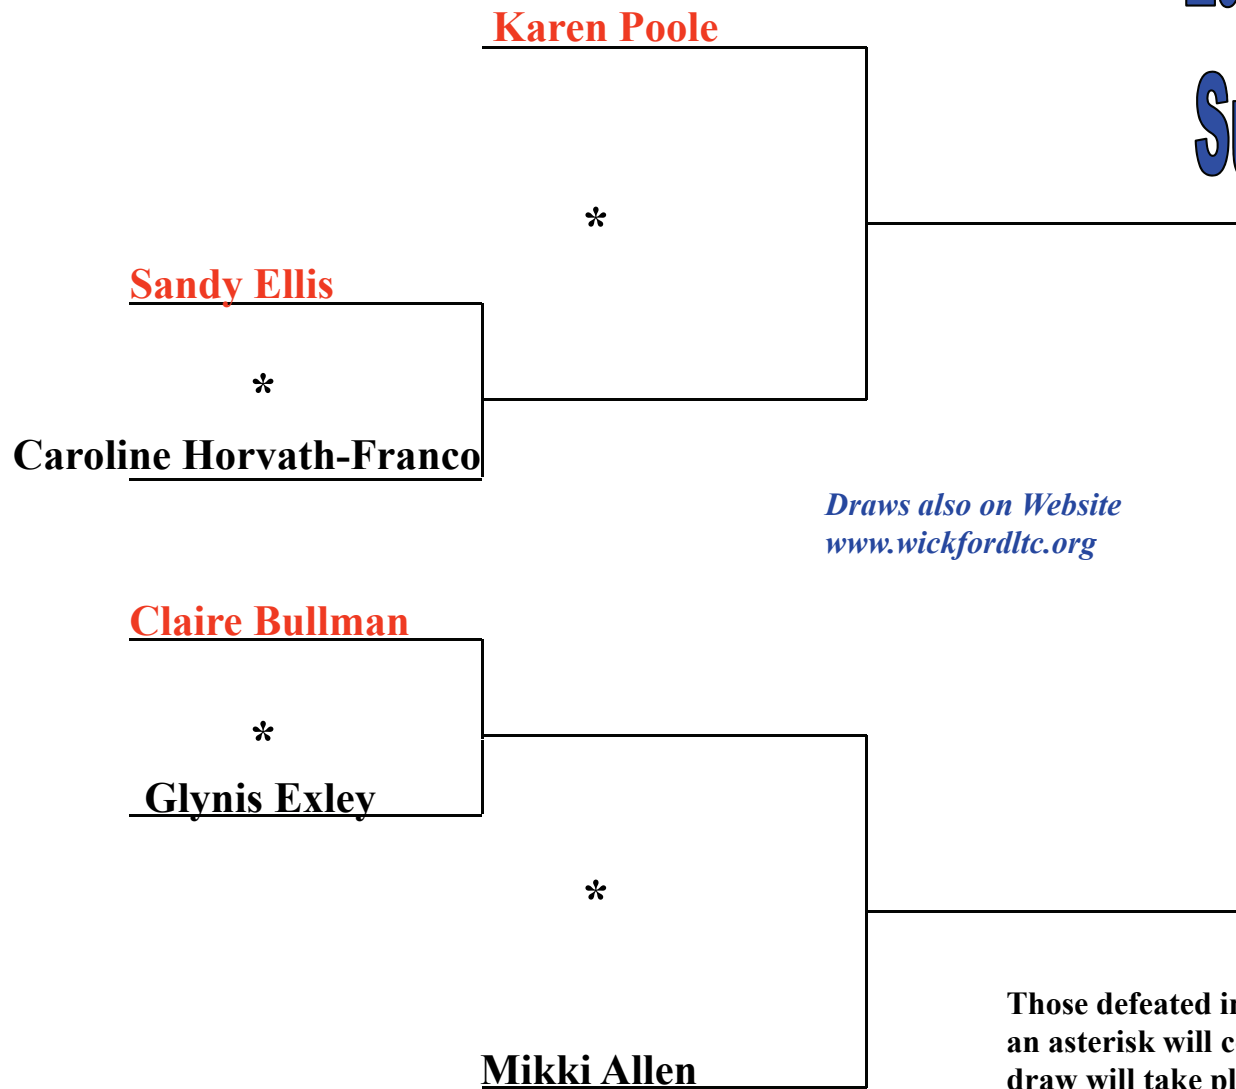 Karen Poole
*
Sandy Ellis
*
Caroline Horvath-Franco
Draws also on Website
www.wickfordltc.org
Claire Bullman
*
Glynis Exley
*
Mikki Allen
Those defeated
an asterisk will
draw will take